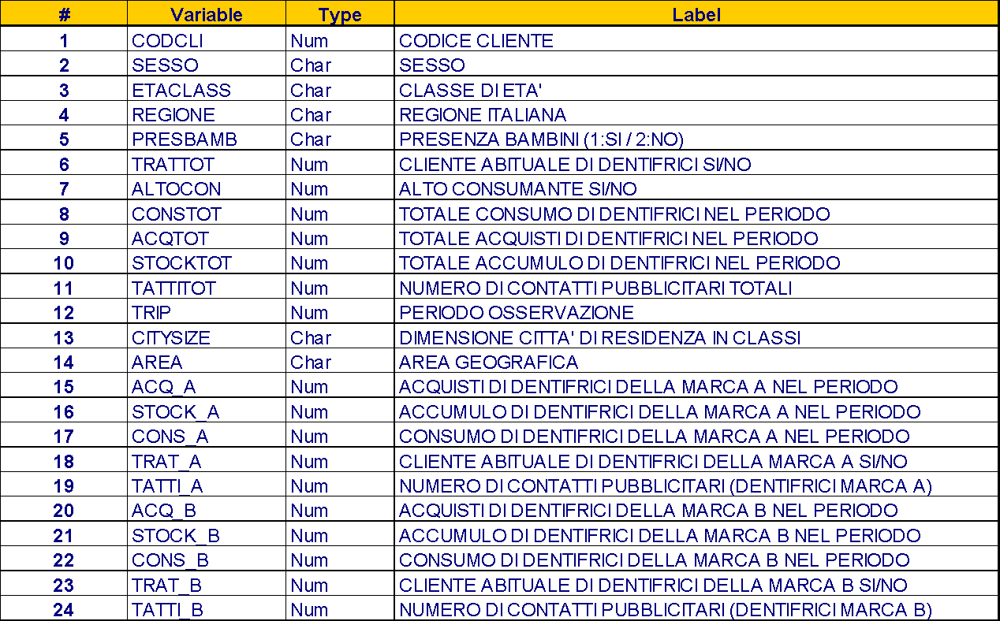 # Variable Type Label
1 CODCLI Num CODICE CLIENTE
2 SESSO Char SESSO
3 ETACLASS Char CLASSE DI ETA'
4 REGIONE Char REGIONE ITALIANA
5 PRESBAMB Char PRESENZA BAMBINI (1:SI / 2:NO)
6 TRATTOT Num CLIENTE ABITUALE DI DENTIFRICI SI/NO
7 ALTOCON Num ALTO CONSUMANTE SI/NO
8 CONSTOT Num TOTALE CONSUMO DI DENTIFRICI NEL PERIODO
9 ACQTOT Num TOTALE ACQUISTI DI DENTIFRICI NEL PERIODO
10 STOCKTOT Num TOTALE ACCUMULO DI DENTIFRICI NEL PERIODO
11 TATTITOT Num NUMERO DI CONTATTI PUBBLICITARI TOTALI
12 TRIP Num PERIODO OSSERVAZIONE
13 CITYSIZE Char DIMENSIONE CITTA' DI RESIDENZA IN CLASSI
14 AREA Char AREA GEOGRAFICA
15 ACQ_A Num ACQUISTI DI DENTIFRICI DELLA MARCA A NEL PERIODO
16 STOCK_A Num ACCUMULO DI DENTIFRICI DELLA MARCA A NEL PERIODO
17 CONS_A Num CONSUMO DI DENTIFRICI DELLA MARCA A NEL PERIODO
18 TRAT_A Num CLIENTE ABITUALE DI DENTIFRICI DELLA MARCA A SI/NO
19 TATTI_A Num NUMERO DI CONTATTI PUBBLICITARI (DENTIFRICI MARCA A)
20 ACQ_B Num ACQUISTI DI DENTIFRICI DELLA MARCA B NEL PERIODO
21 STOCK_B Num ACCUMULO DI DENTIFRICI DELLA MARCA B NEL PERIODO
22 CONS_B Num CONSUMO DI DENTIFRICI DELLA MARCA B NEL PERIODO
23 TRAT_B Num CLIENTE ABITUALE DI DENTIFRICI DELLA MARCA B SI/NO
24 TATTI_B Num NUMERO DI CONTATTI PUBBLICITARI (DENTIFRICI MARCA B)